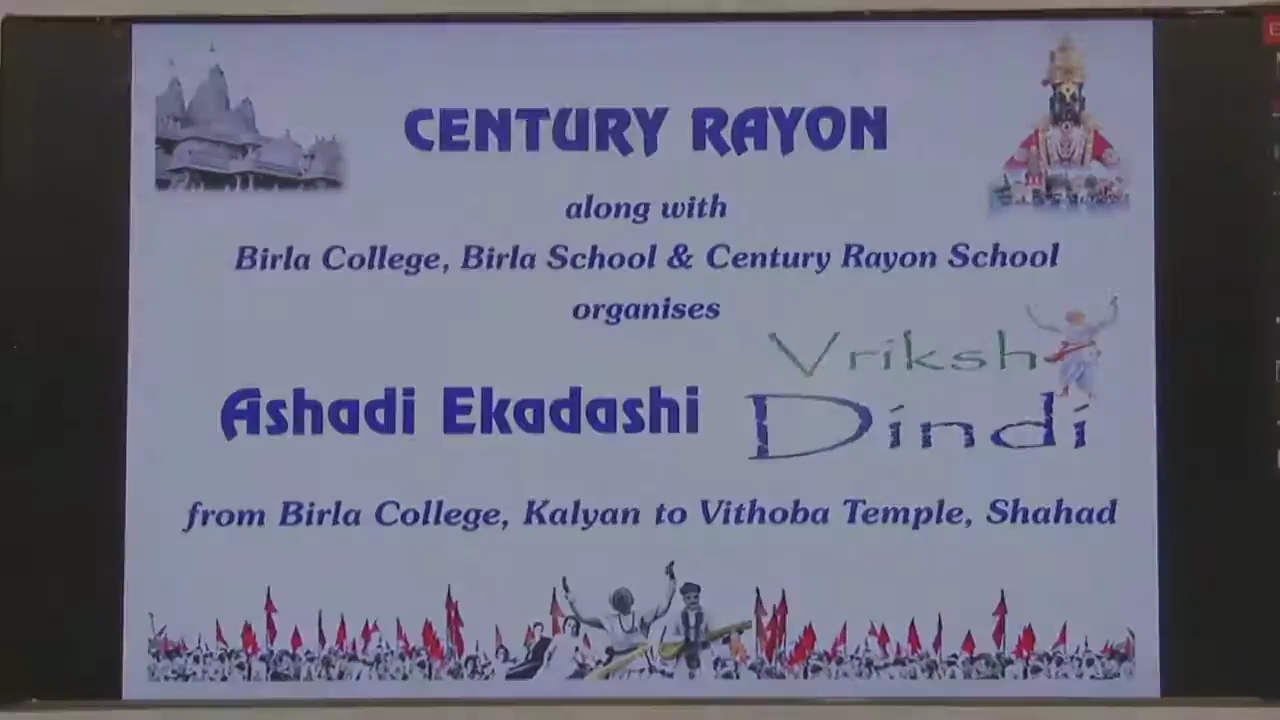 CENTURY RAYON
along with
Birla College, Birla School & Century Rayon School
organises
Vriksh
Ashadi Ekadashi Dindi
from Birla College, Kalyan to Vithoba Temple, Shahad